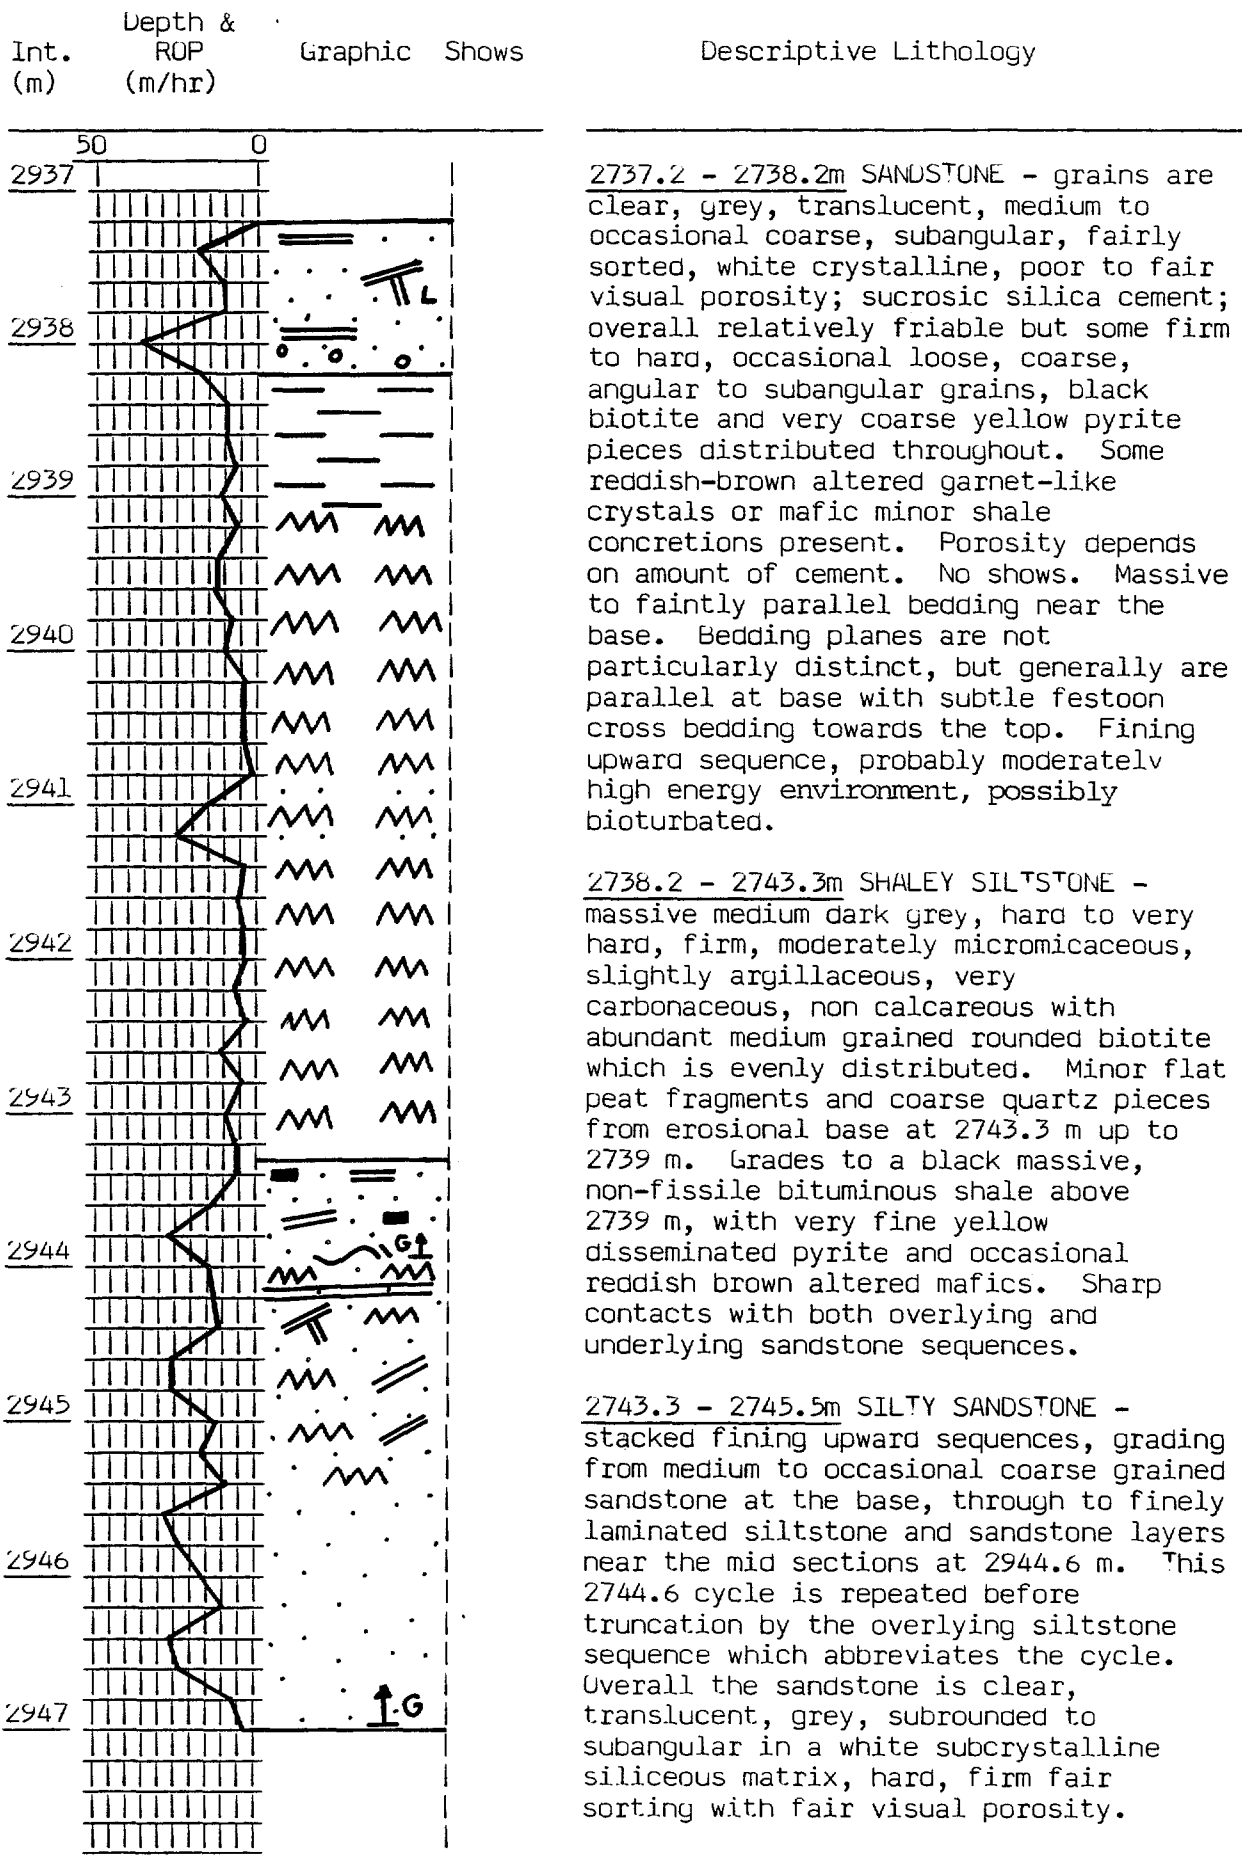 Depth &
Int. ROP Graphic Shows Descriptive Lithology
(m) (m/hr)
50 0
2937
2938
L
2939
2940
2941
2942
2943
2944
G
2945
2946
2947
G
2737.2 - 2738.2m SANDSTONE - grains are
clear, grey, translucent, medium to
occasional coarse, subangular, fairly
sorted, white crystalline, poor to fair
visual porosity; sucrosic silica cement;
overall relatively friable but some firm
to hard, occasional loose, coarse,
angular to subangular grains, black
biotite and very coarse yellow pyrite
pieces distributed throughout. Some
reddish-brown altered garnet-like
crystals or mafic minor shale
concretions present. Porosity depends
on amount of cement. No shows. Massive
to faintly parallel bedding near the
base. Bedding planes are not
particularly distinct, but generally are
parallel at base with subtle festoon
cross bedding towards the top. Fining
upward sequence, probably moderately
high energy environment, possibly
bioturbated.
2738.2 - 2743.3m SHALEY SILTSTONE -
massive medium dark grey, hard to very
hard, firm, moderately micromicaceous,
slightly argillaceous, very
carbonaceous, non calcareous with
abundant medium grained rounded biotite
which is evenly distributed. Minor flat
peat fragments and coarse quartz pieces
from erosional base at 2743.3 m up to
2739 m. Grades to a black massive,
non-fissile bituminous shale above
2739 m, with very fine yellow
disseminated pyrite and occasional
reddish brown altered mafics. Sharp
contacts with both overlying and
underlying sandstone sequences.
2743.3 - 2745.5m SILTY SANDSTONE -
stacked fining upward sequences, grading
from medium to occasional coarse grained
sandstone at the base, through to finely
laminated siltstone and sandstone layers
near the mid sections at 2944.6 m. This
2744.6 cycle is repeated before
truncation by the overlying siltstone
sequence which abbreviates the cycle.
Overall the sandstone is clear,
translucent, grey, subrounded to
subangular in a white subcrystalline
siliceous matrix, hard, firm fair
sorting with fair visual porosity.